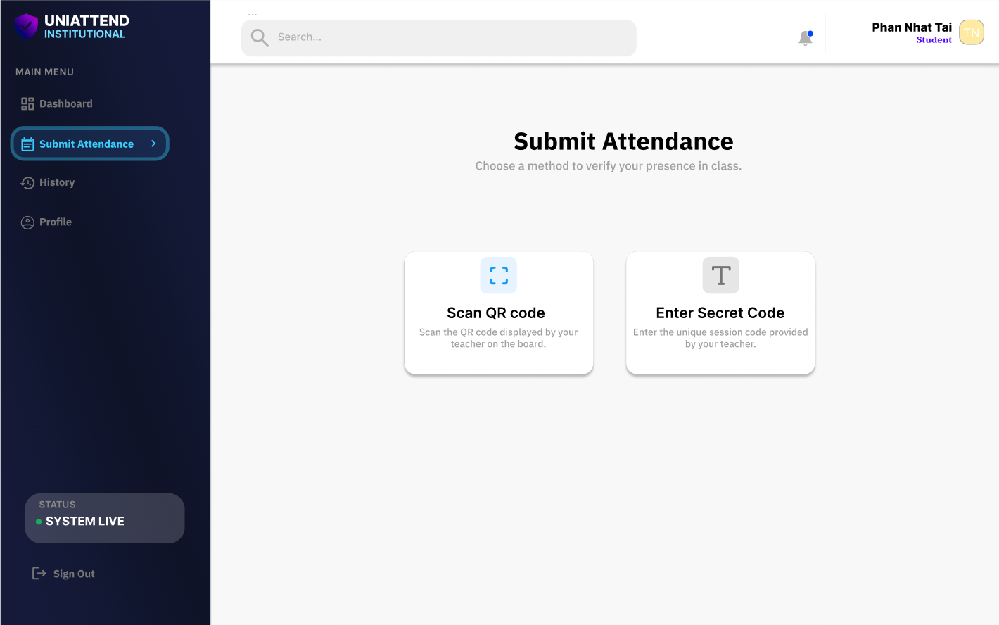 UNIATTEND
INSTITUTIONAL
MAIN MENU
Dashboard
Submit Attendance
History
Profile
STATUS
SYSTEM LIVE
Sign Out
...
Search...
Phan Nhat Tai
Student
TN
Submit Attendance
Choose a method to verify your presence in class.
Scan QR code
Scan the QR code displayed by your
teacher on the board.
Enter Secret Code
Enter the unique session code provided
by your teacher.